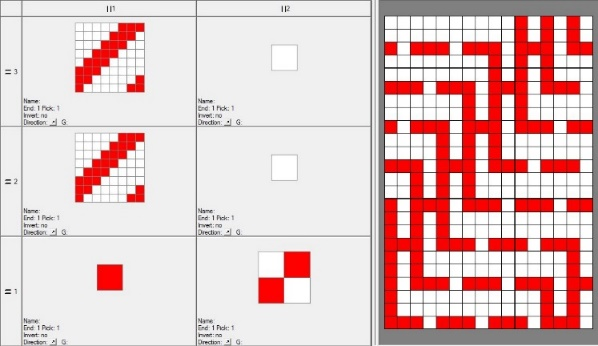 ||1
||2
= 3
Name:
End: 1 Pick: 1
Invert: no
Direction: G:
Name:
End: 1 Pick: 1
Invert: no
Direction: G:
= 2
Name:
End: 1 Pick: 1
Invert: no
Direction: G:
Name:
End: 1 Pick: 1
Invert: no
Direction: G:
= 1
Name:
End: 1 Pick: 1
Invert: no
Direction: G:
Name:
End: 1 Pick: 1
Invert: no
Direction: G: